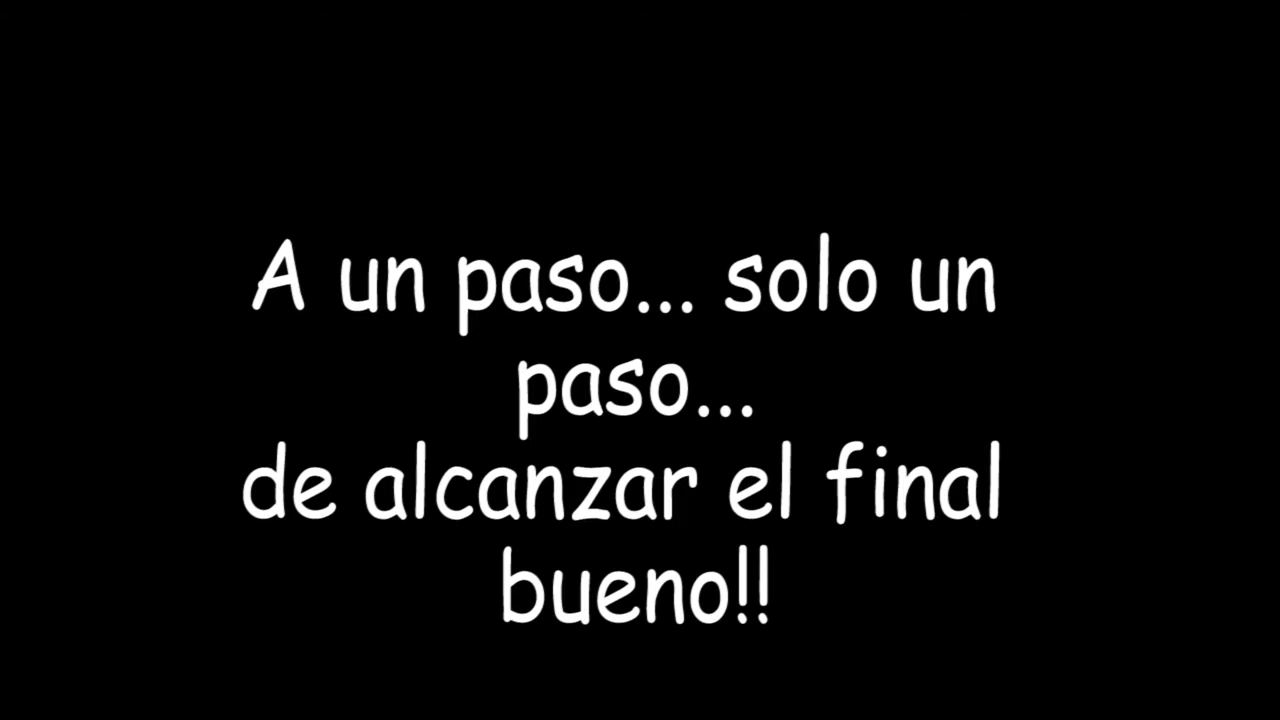 A un paso... solo un
paso...
de alcanzar el final
bueno!!